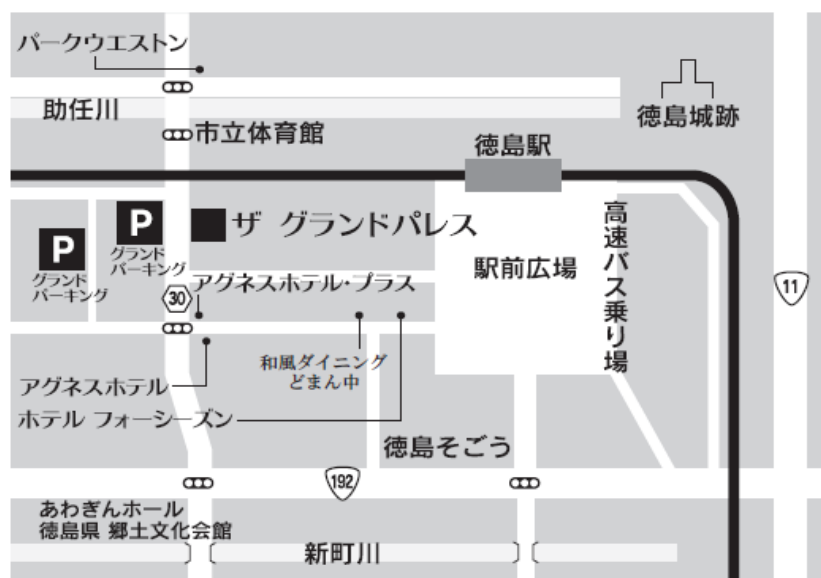 パークウエストン
助任川
徳島城跡
市立体育館
徳島駅
P
グランド
パーキング
P
グランド
パーキング
ザ グランドパレス
高速バス乗り場
駅前広場
アグネスホテル・プラス
30
11
和風ダイニング
どまん中
アグネスホテル
ホテル フォーシーズン
徳島そごう
192
あわぎんホール
徳島県 郷土文化会館
新町川